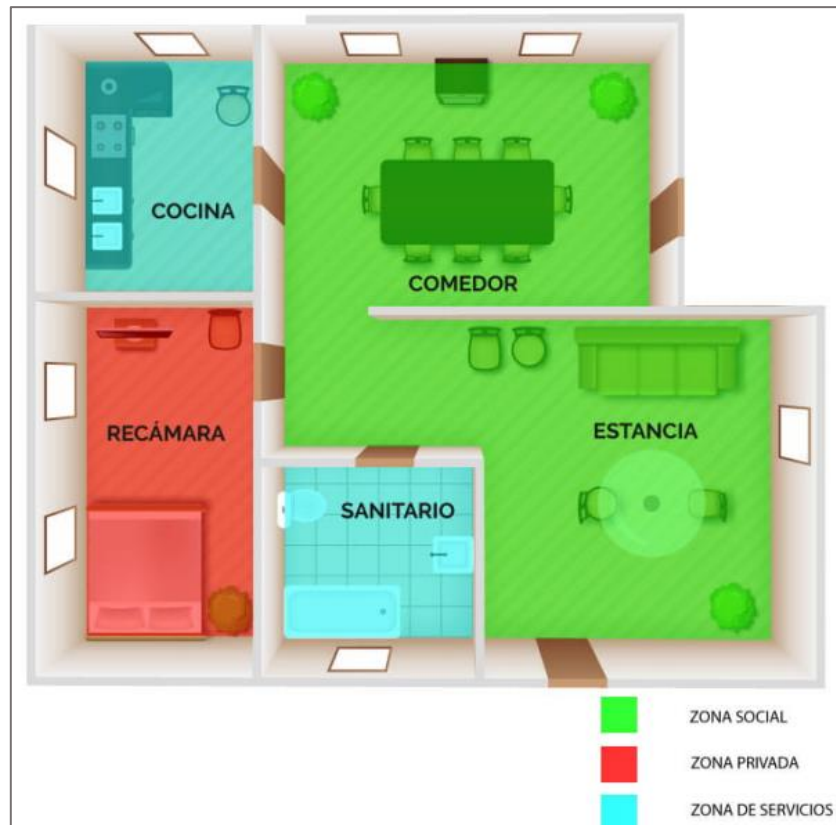 COCINA
COMEDOR
RECÁMARA
ESTANCIA
SANITARIO
ZONA SOCIAL
ZONA PRIVADA
ZONA DE SERVICIOS